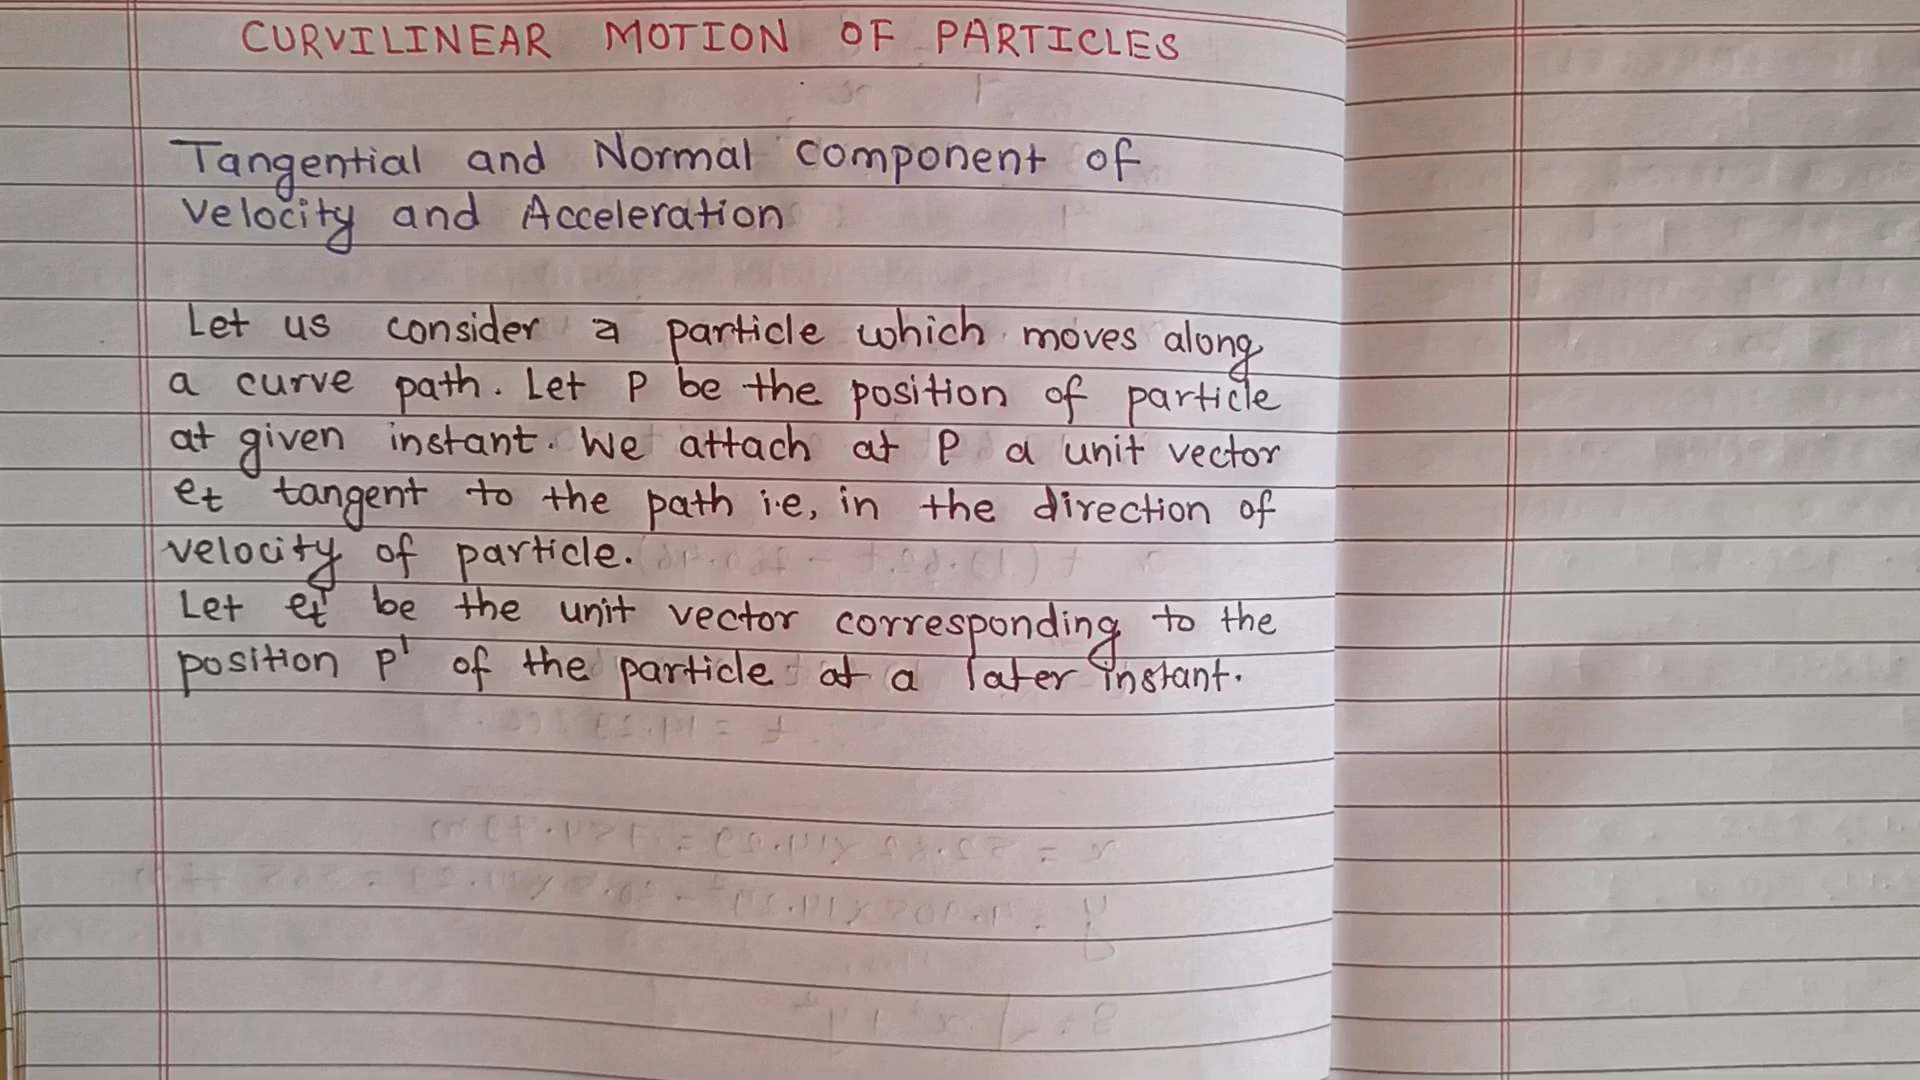 CURVILINEAR MOTION OF PARTICLES
Tangential and Normal component of
velocity and Acceleration
Let us consider a particle which moves along
a curve path. Let P be the position of particle
at given instant. We attach at P a unit vector
et tangent to the path i.e, in the direction of
velocity of particle.
Let et' be the unit vector corresponding to the
position P' of the particle at a later instant.